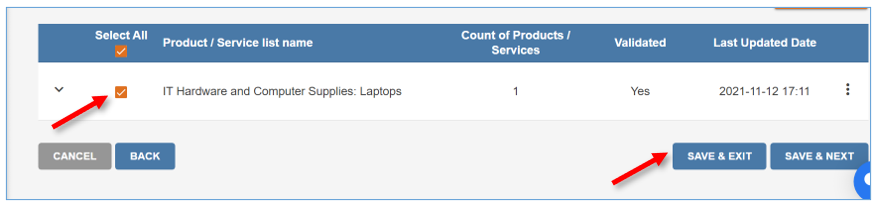 Select All
Product / Service list name
Count of Products /
Services
Validated
Last Updated Date
IT Hardware and Computer Supplies: Laptops
1
Yes
2021-11-12 17:11
CANCEL
BACK
SAVE & EXIT
SAVE & NEXT